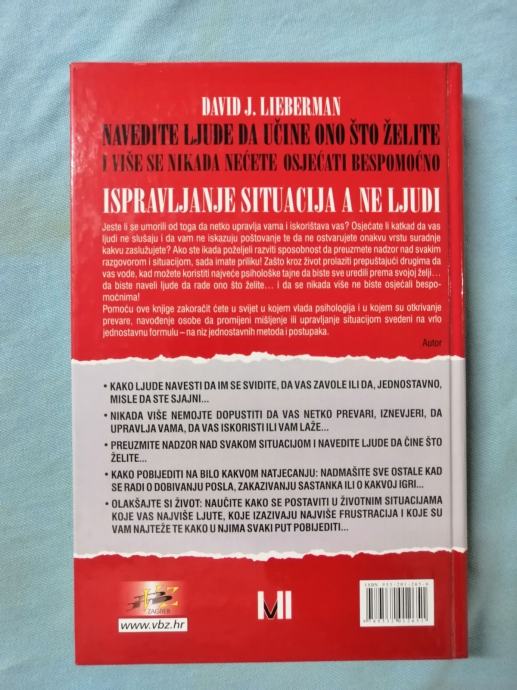 DAVID J. LIEBERMAN
NAVEDITE LJUDE DA UČINE ONO ŠTO ŽELITE
I VIŠE SE NIKADA NEĆETE OSJEĆATI BESPOMOĆNO
ISPRAVLJANJE SITUACIJA A NE LJUDI
Jeste li se umorili od toga da netko upravlja vama i iskorištava vas? Osjećate li katkad da vas
ljudi ne slušaju i da vam ne iskazuju poštovanje te da ne ostvarujete onakvu vrstu suradnje
kakvu zaslužujete? Ako ste ikada poželjeli razviti sposobnost da preuzmete nadzor nad svakim
razgovorom i situacijom, sada imate priliku! Zašto kroz život prolaziti prepuštajući drugima da
vas vode, kad možete koristiti najveće psihološke tajne da biste sve uredili prema svojoj želji...
da biste naveli ljude da rade ono što želite... i da se nikada više ne biste osjećali bespo-
moćnima!
Pomoću ove knjige zakoračit ćete u svijet u kojem vlada psihologija i u kojem su otkrivanje
prevare, navođenje osobe da promijeni mišljenje ili upravljanje situacijom svedeni na vrlo
jednostavnu formulu – na niz jednostavnih metoda i postupaka.
Autor
• KAKO LJUDE NAVESTI DA IM SE SVIDITE, DA VAS ZAVOLE ILI DA, JEDNOSTAVNO,
MISLE DA STE SJAJNI...
• NIKADA VIŠE NEMOJTE DOPUSTITI DA VAS NETKO PREVARI, IZNEVJERI, DA
UPRAVLJA VAMA, DA VAS ISKORISTI ILI VAM LAŽE...
• PREUZMITE NADZOR NAD SVAKOM SITUACIJOM I NAVEDITE LJUDE DA ČINE ŠTO
ŽELITE...
• KAKO POBIJEDITI NA BILO KAKVOM NATJECANJU: NADMAŠITE SVE OSTALE KAD
SE RADI O DOBIVANJU POSLA, ZAKAZIVANJU SASTANKA ILI O KAKVOJ IGRI...
• OLAKŠAJTE SI ŽIVOT: NAUČITE KAKO SE POSTAVITI U ŽIVOTNIM SITUACIJAMA
KOJE VAS NAJVIŠE LJUTE, KOJE IZAZIVAJU NAJVIŠE FRUSTRACIJA I KOJE SU
VAM NAJTEŽE TE KAKO U NJIMA SVAKI PUT POBIJEDITI...
VBZ
ZAGREB
www.vbz.hr
MI